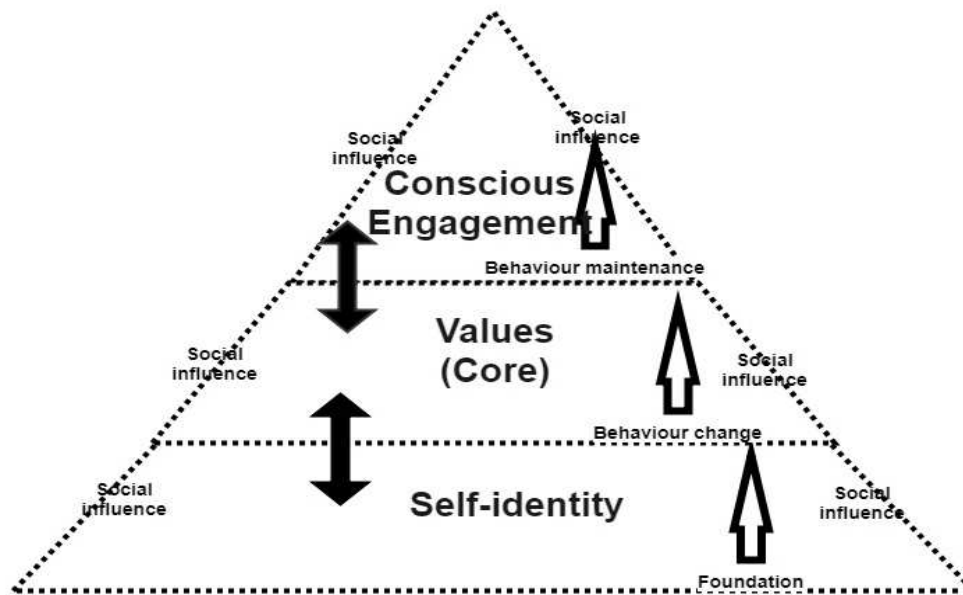 Social
influence
Social
influence
Conscious
Engagement
Behaviour maintenance
Values
(Core)
Social
influence
Social
influence
Behaviour change
Self-identity
Social
influence
Social
influence
Foundation